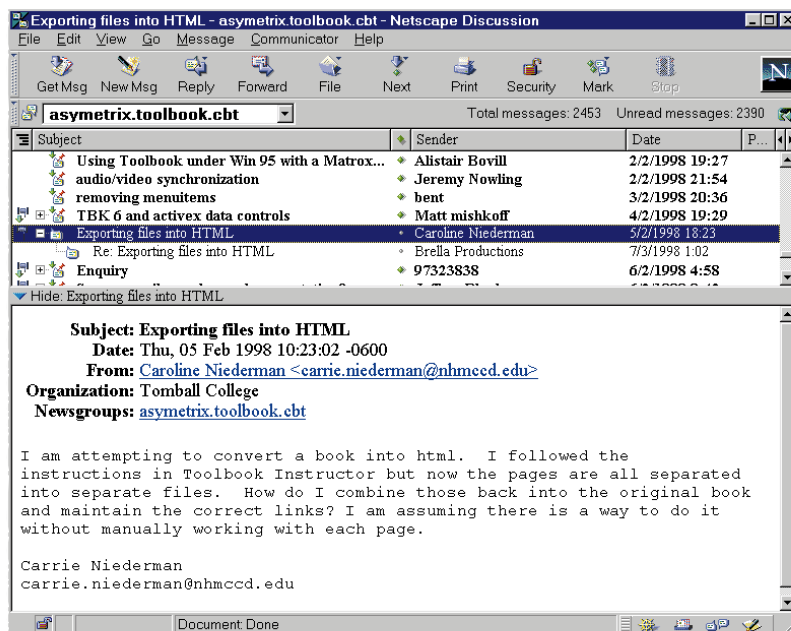 Exporting files into HTML - asymetrix.toolbook.cbt - Netscape Discussion
File Edit View Go Message Communicator Help
Get Msg New Msg Reply Forward File Next Print Security Mark Stop
N
asymetrix.toolbook.cbt Total messages: 2453 Unread messages: 2390
Subject Sender Date P...
Using Toolbook under Win 95 with a Matrox... Alistair Bovill 2/2/1998 19:27
audio/video synchronization Jeremy Nowling 2/2/1998 21:54
removing menuitems bent 3/2/1998 20:36
TBK 6 and activex data controls Matt mishkoff 4/2/1998 19:29
Exporting files into HTML Caroline Niederman 5/2/1998 18:23
Re: Exporting files into HTML Brella Productions 7/3/1998 1:02
Enquiry 97323838 6/2/1998 4:58
Hide: Exporting files into HTML
Subject: Exporting files into HTML
Date: Thu, 05 Feb 1998 10:23:02 -0600
From: Caroline Niederman <carrie.niederman@nhmccd.edu>
Organization: Tomball College
Newsgroups: asymetrix.toolbook.cbt
I am attempting to convert a book into html. I followed the
instructions in Toolbook Instructor but now the pages are all separated
into separate files. How do I combine those back into the original book
and maintain the correct links? I am assuming there is a way to do it
without manually working with each page.
Carrie Niederman
carrie.niederman@nhmccd.edu
Document: Done